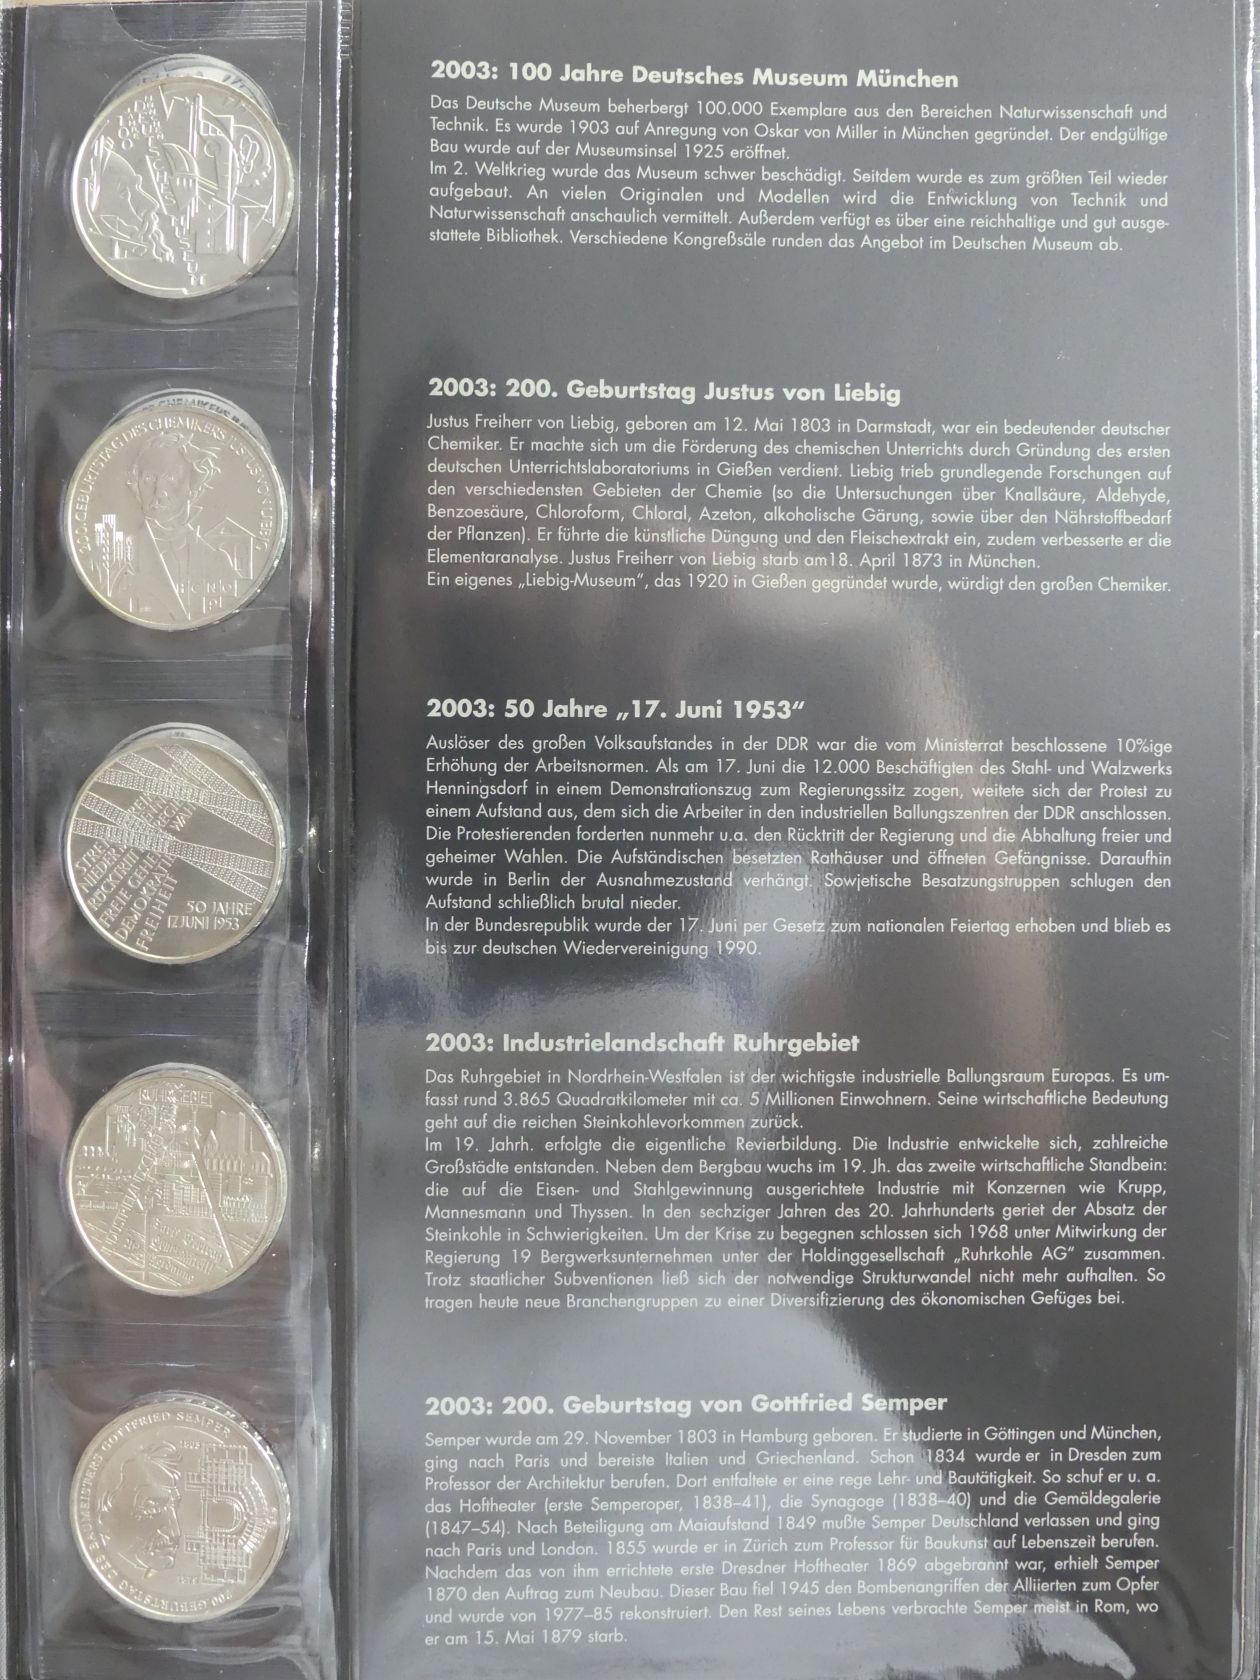 2003: 100 Jahre Deutsches Museum München
Das Deutsche Museum beherbergt 100.000 Exemplare aus den Bereichen Naturwissenschaft und
Technik. Es wurde 1903 auf Anregung von Oskar von Miller in München gegründet. Der endgültige
Bau wurde auf der Museumsinsel 1925 eröffnet.
Im 2. Weltkrieg wurde das Museum schwer beschädigt. Seitdem wurde es zum größten Teil wieder
aufgebaut. An vielen Originalen und Modellen wird die Entwicklung von Technik und
Naturwissenschaft anschaulich vermittelt. Außerdem verfügt es über eine reichhaltige und gut ausge-
stattete Bibliothek. Verschiedene Kongreßsäle runden das Angebot im Deutschen Museum ab.
200. GEBURTSTAG DES CHEMIKERS JUSTUS VON LIEBIG
2003: 200. Geburtstag Justus von Liebig
Justus Freiherr von Liebig, geboren am 12. Mai 1803 in Darmstadt, war ein bedeutender deutscher
Chemiker. Er machte sich um die Förderung des chemischen Unterrichts durch Gründung des ersten
deutschen Unterrichtslaboratoriums in Gießen verdient. Liebig trieb grundlegende Forschungen auf
den verschiedensten Gebieten der Chemie (so die Untersuchungen über Knallsäure, Aldehyde,
Benzoesäure, Chloroform, Chloral, Azeton, alkoholische Gärung, sowie über den Nährstoffbedarf
der Pflanzen). Er führte die künstliche Düngung und den Fleischextrakt ein, zudem verbesserte er die
Elementaranalyse. Justus Freiherr von Liebig starb am18. April 1873 in München.
Ein eigenes „Liebig-Museum“, das 1920 in Gießen gegründet wurde, würdigt den großen Chemiker.
NIEDER
RÜCKTRITT
FREIE
DEMOKRATIE
FREIHEIT
50 JAHRE
17.JUNI 1953
2003: 50 Jahre „17. Juni 1953“
Auslöser des großen Volksaufstandes in der DDR war die vom Ministerrat beschlossene 10%ige
Erhöhung der Arbeitsnormen. Als am 17. Juni die 12.000 Beschäftigten des Stahl- und Walzwerks
Henningsdorf in einem Demonstrationszug zum Regierungssitz zogen, weitete sich der Protest zu
einem Aufstand aus, dem sich die Arbeiter in den industriellen Ballungszentren der DDR anschlossen.
Die Protestierenden forderten nunmehr u.a. den Rücktritt der Regierung und die Abhaltung freier und
geheimer Wahlen. Die Aufständischen besetzten Rathäuser und öffneten Gefängnisse. Daraufhin
wurde in Berlin der Ausnahmezustand verhängt. Sowjetische Besatzungstruppen schlugen den
Aufstand schließlich brutal nieder.
In der Bundesrepublik wurde der 17. Juni per Gesetz zum nationalen Feiertag erhoben und blieb es
bis zur deutschen Wiedervereinigung 1990.
RUHRGEBIET
2003: Industrielandschaft Ruhrgebiet
Das Ruhrgebiet in Nordrhein-Westfalen ist der wichtigste industrielle Ballungsraum Europas. Es um-
fasst rund 3.865 Quadratkilometer mit ca. 5 Millionen Einwohnern. Seine wirtschaftliche Bedeutung
geht auf die reichen Steinkohlevorkommen zurück.
Im 19. Jahrh. erfolgte die eigentliche Revierbildung. Die Industrie entwickelte sich, zahlreiche
Großstädte entstanden. Neben dem Bergbau wuchs im 19. Jh. das zweite wirtschaftliche Standbein:
die auf die Eisen- und Stahlgewinnung ausgerichtete Industrie mit Konzernen wie Krupp,
Mannesmann und Thyssen. In den sechziger Jahren des 20. Jahrhunderts geriet der Absatz der
Steinkohle in Schwierigkeiten. Um der Krise zu begegnen schlossen sich 1968 unter Mitwirkung der
Regierung 19 Bergwerksunternehmen unter der Holdinggesellschaft „Ruhrkohle AG“ zusammen.
Trotz staatlicher Subventionen ließ sich der notwendige Strukturwandel nicht mehr aufhalten. So
tragen heute neue Branchengruppen zu einer Diversifizierung des ökonomischen Gefüges bei.
200 GEBURTSTAG DES BAUMEISTERS GOTTFRIED SEMPER
1803
2003: 200. Geburtstag von Gottfried Semper
Semper wurde am 29. November 1803 in Hamburg geboren. Er studierte in Göttingen und München,
ging nach Paris und bereiste Italien und Griechenland. Schon 1834 wurde er in Dresden zum
Professor der Architektur berufen. Dort entfaltete er eine rege Lehr- und Bautätigkeit. So schuf er u. a.
das Hoftheater (erste Semperoper, 1838–41), die Synagoge (1838–40) und die Gemäldegalerie
(1847–54). Nach Beteiligung am Maiaufstand 1849 mußte Semper Deutschland verlassen und ging
nach Paris und London. 1855 wurde er in Zürich zum Professor für Baukunst auf Lebenszeit berufen.
Nachdem das von ihm errichtete erste Dresdner Hoftheater 1869 abgebrannt war, erhielt Semper
1870 den Auftrag zum Neubau. Dieser Bau fiel 1945 den Bombenangriffen der Alliierten zum Opfer
und wurde von 1977–85 rekonstruiert. Den Rest seines Lebens verbrachte Semper meist in Rom, wo
er am 15. Mai 1879 starb.